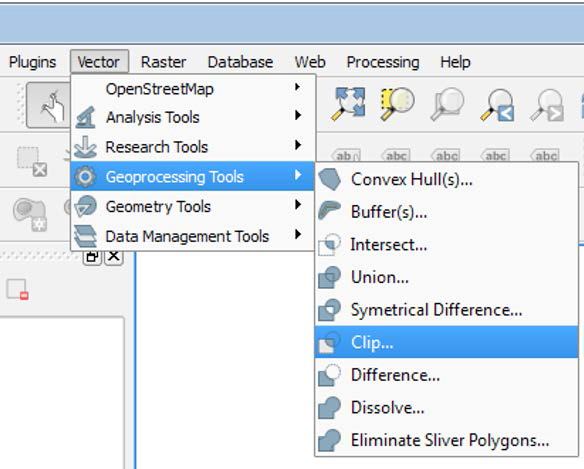 Plugins Vector Raster Database Web Processing Help
OpenStreetMap
Analysis Tools
Research Tools
abc abc abc abc
Geoprocessing Tools
Convex Hull(s)...
Geometry Tools
Buffer(s)...
Data Management Tools
Intersect...
Union...
Symetrical Difference...
Clip...
Difference...
Dissolve...
Eliminate Sliver Polygons...